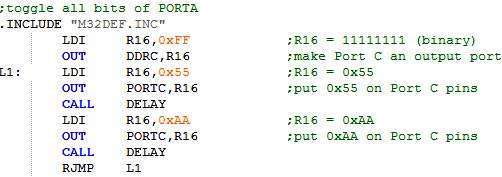 ;toggle all bits of PORTA
.INCLUDE "M32DEF.INC"
LDI R16,0xFF ;R16 = 11111111 (binary)
OUT DDRC,R16 ;make Port C an output port
L1: LDI R16,0x55 ;R16 = 0x55
OUT PORTC,R16 ;put 0x55 on Port C pins
CALL DELAY
LDI R16,0xAA ;R16 = 0xAA
OUT PORTC,R16 ;put 0xAA on Port C pins
CALL DELAY
RJMP L1